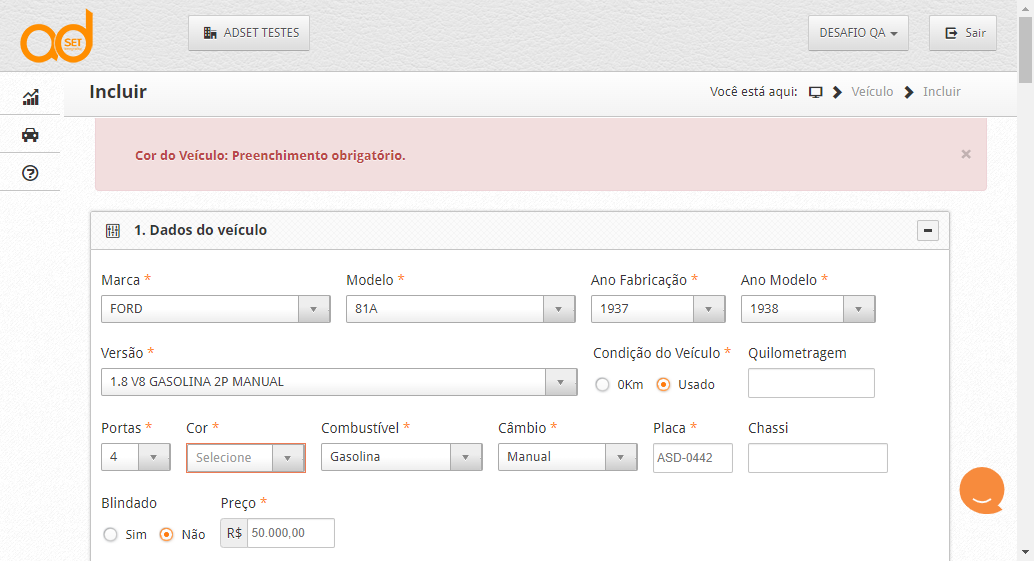 ad SET
ADSET TESTES
DESAFIO QA
Sair
Incluir
Você está aqui: Veículo Incluir
Cor do Veículo: Preenchimento obrigatório.
×
1. Dados do veículo
Marca * Modelo * Ano Fabricação * Ano Modelo *
FORD 81A 1937 1938
Versão * Condição do Veículo * Quilometragem
1.8 V8 GASOLINA 2P MANUAL 0Km Usado
Portas * Cor * Combustível * Câmbio * Placa * Chassi
4 Selecione Gasolina Manual ASD-0442
Blindado Preço *
Sim Não R$ 50.000,00